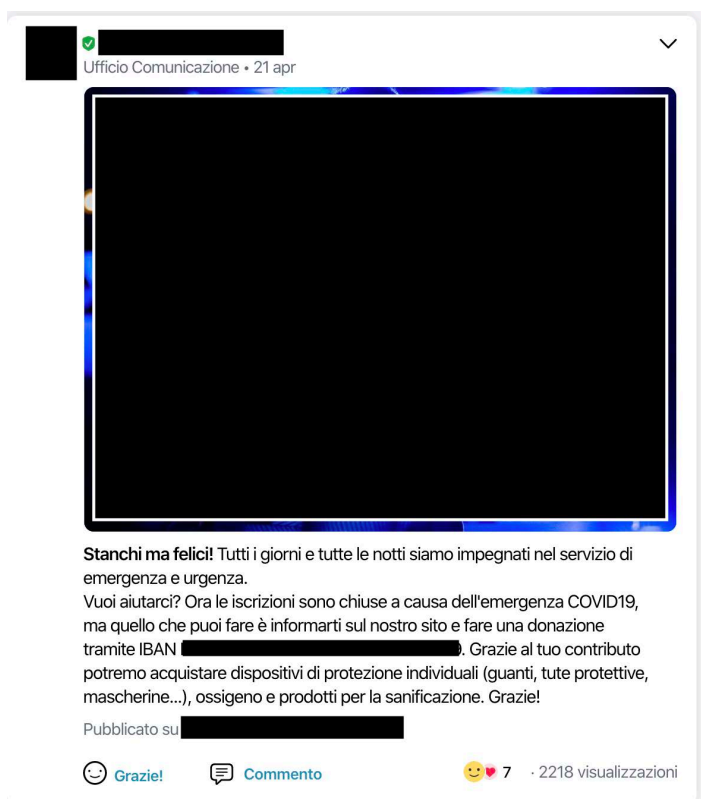 Ufficio Comunicazione • 21 apr
Stanchi ma felici! Tutti i giorni e tutte le notti siamo impegnati nel servizio di
emergenza e urgenza.
Vuoi aiutarci? Ora le iscrizioni sono chiuse a causa dell'emergenza COVID19,
ma quello che puoi fare è informarti sul nostro sito e fare una donazione
tramite IBAN . Grazie al tuo contributo
potremo acquistare dispositivi di protezione individuali (guanti, tute protettive,
mascherine...), ossigeno e prodotti per la sanificazione. Grazie!
Pubblicato su
Grazie! Commento 7 · 2218 visualizzazioni